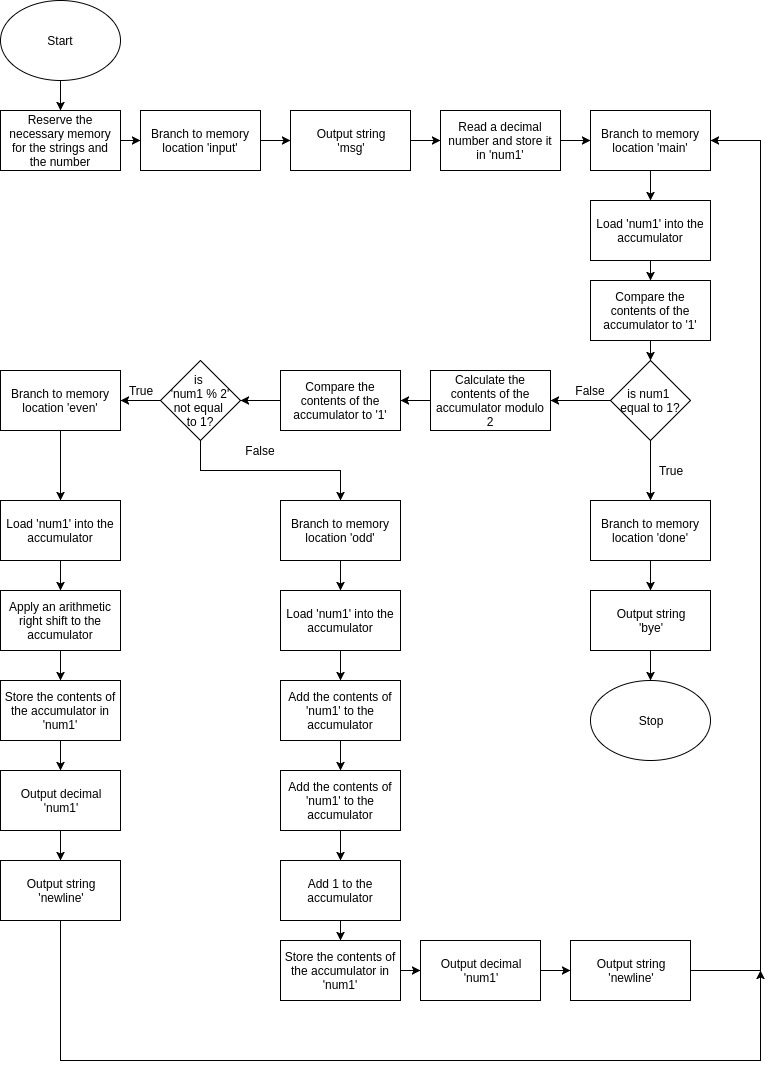 Start
Reserve the
necessary memory
for the strings and
the number
Branch to memory
location 'input'
Output string
'msg'
Read a decimal
number and store it
in 'num1'
Branch to memory
location 'main'
Load 'num1' into the
accumulator
Compare the
contents of the
accumulator to '1'
is num1
equal to 1?
False
True
Calculate the
contents of the
accumulator modulo
2
Compare the
contents of the
accumulator to '1'
is
'num1 % 2'
not equal
to 1?
True
False
Branch to memory
location 'even'
Load 'num1' into the
accumulator
Apply an arithmetic
right shift to the
accumulator
Store the contents of
the accumulator in
'num1'
Output decimal
'num1'
Output string
'newline'
Branch to memory
location 'odd'
Load 'num1' into the
accumulator
Add the contents of
'num1' to the
accumulator
Add the contents of
'num1' to the
accumulator
Add 1 to the
accumulator
Store the contents of
the accumulator in
'num1'
Output decimal
'num1'
Output string
'newline'
Branch to memory
location 'done'
Output string
'bye'
Stop